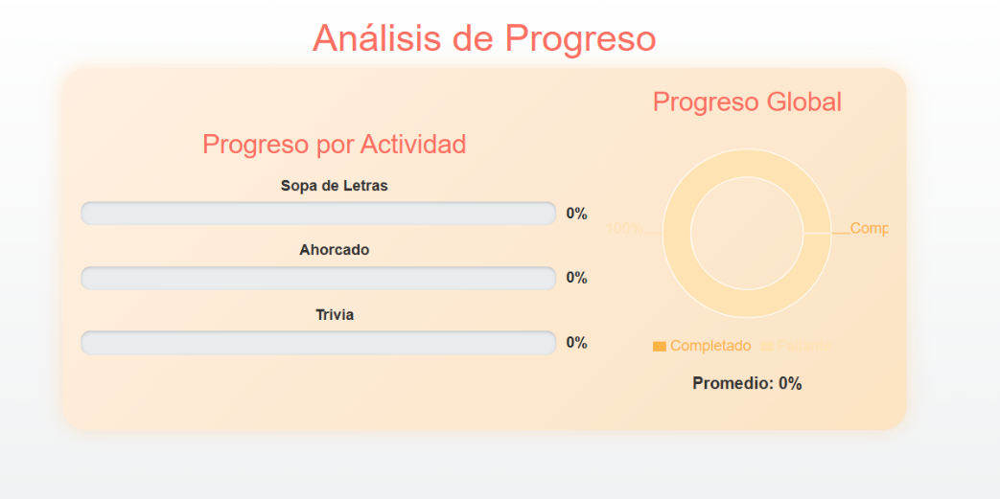 Análisis de Progreso
Progreso por Actividad
Sopa de Letras
0%
Ahorcado
0%
Trivia
0%
Progreso Global
100%
Comp
Completado
Promedio: 0%